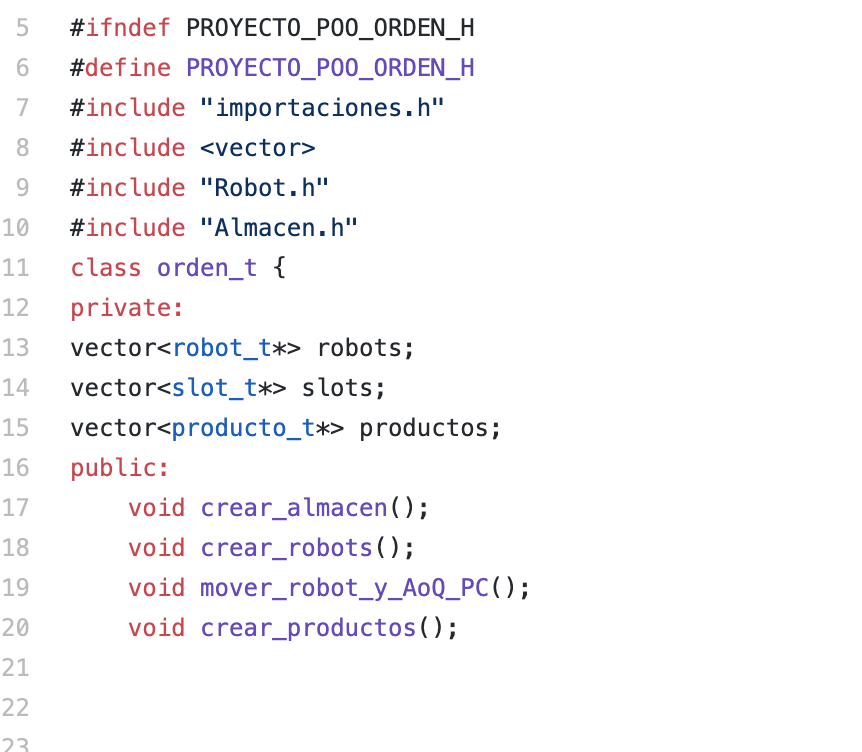 5 #ifndef PROYECTO_POO_ORDEN_H
6 #define PROYECTO_POO_ORDEN_H
7 #include "importaciones.h"
8 #include <vector>
9 #include "Robot.h"
10 #include "Almacen.h"
11 class orden_t {
12 private:
13 vector<robot_t*> robots;
14 vector<slot_t*> slots;
15 vector<producto_t*> productos;
16 public:
17     void crear_almacen();
18     void crear_robots();
19     void mover_robot_y_AoQ_PC();
20     void crear_productos();
21
22
23